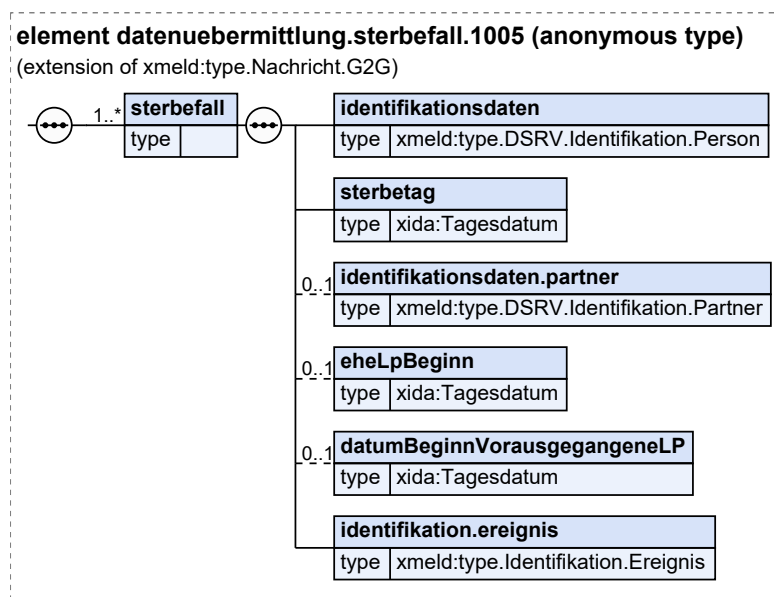 element datenuebermittlung.sterbefall.1005 (anonymous type)
(extension of xmeld:type.Nachricht.G2G)
1..* sterbefall
type
identifikationsdaten
type xmeld:type.DSRV.Identifikation.Person
sterbetag
type xida:Tagesdatum
0..1 identifikationsdaten.partner
type xmeld:type.DSRV.Identifikation.Partner
0..1 eheLpBeginn
type xida:Tagesdatum
0..1 datumBeginnVorausgegangeneLP
type xida:Tagesdatum
identifikation.ereignis
type xmeld:type.Identifikation.Ereignis